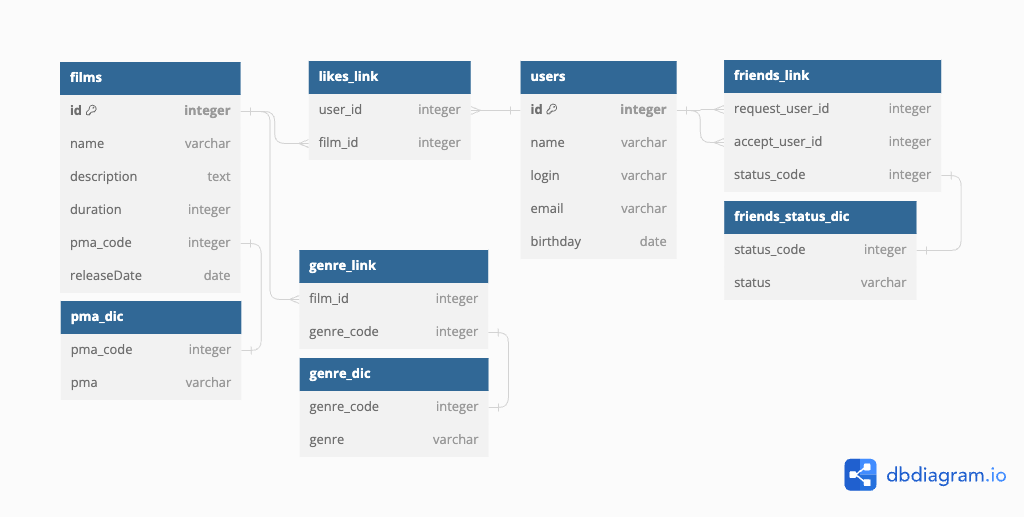 films
id integer
name varchar
description text
duration integer
pma_code integer
releaseDate date
pma_dic
pma_code integer
pma varchar
likes_link
user_id integer
film_id integer
genre_link
film_id integer
genre_code integer
genre_dic
genre_code integer
genre varchar
users
id integer
name varchar
login varchar
email varchar
birthday date
friends_link
request_user_id integer
accept_user_id integer
status_code integer
friends_status_dic
status_code integer
status varchar
dbdiagram.io